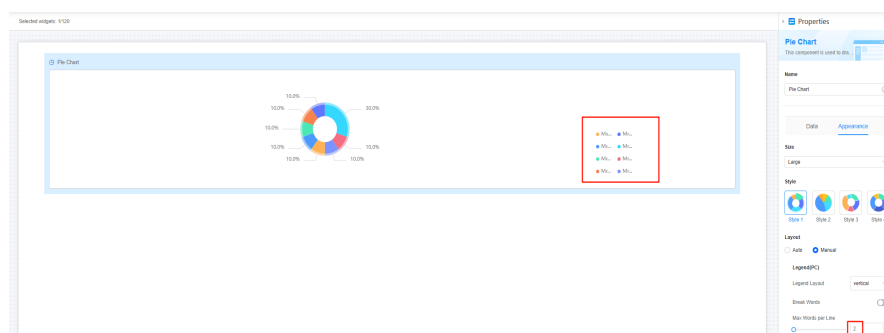 Selected widgets: 1/120
Properties
Pie Chart
This component is used to dra...
Name
Pie Chart
Data Appearance
Size
Large
Style
Style 1 Style 2 Style 3 Style
Layout
Auto Manual
Legend(PC)
Legend Layout vertical
Break Words
Max Words per Line
2
Pie Chart
10.0%
10.0% 30.0%
10.0%
10.0% 10.0%
10.0% 10.0%
Mo... Mo...
Mo... Mo...
Mo... Mo...
Mo... Mo...